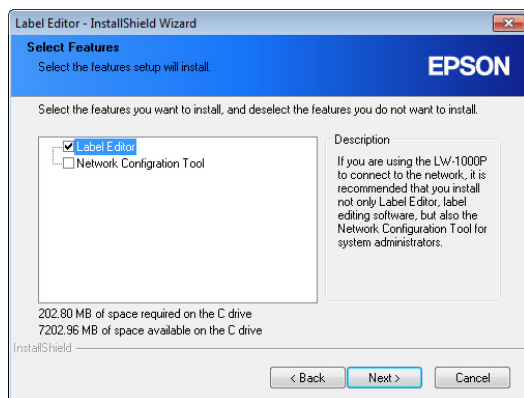 Label Editor - InstallShield Wizard
Select Features
Select the features setup will install.
EPSON
Select the features you want to install, and deselect the features you do not want to install.
Label Editor
Network Configration Tool
Description
If you are using the LW-1000P
to connect to the network, it is
recommended that you install
not only Label Editor, label
editing software, but also the
Network Configuration Tool for
system administrators.
202.80 MB of space required on the C drive
7202.96 MB of space available on the C drive
InstallShield
< Back
Next >
Cancel